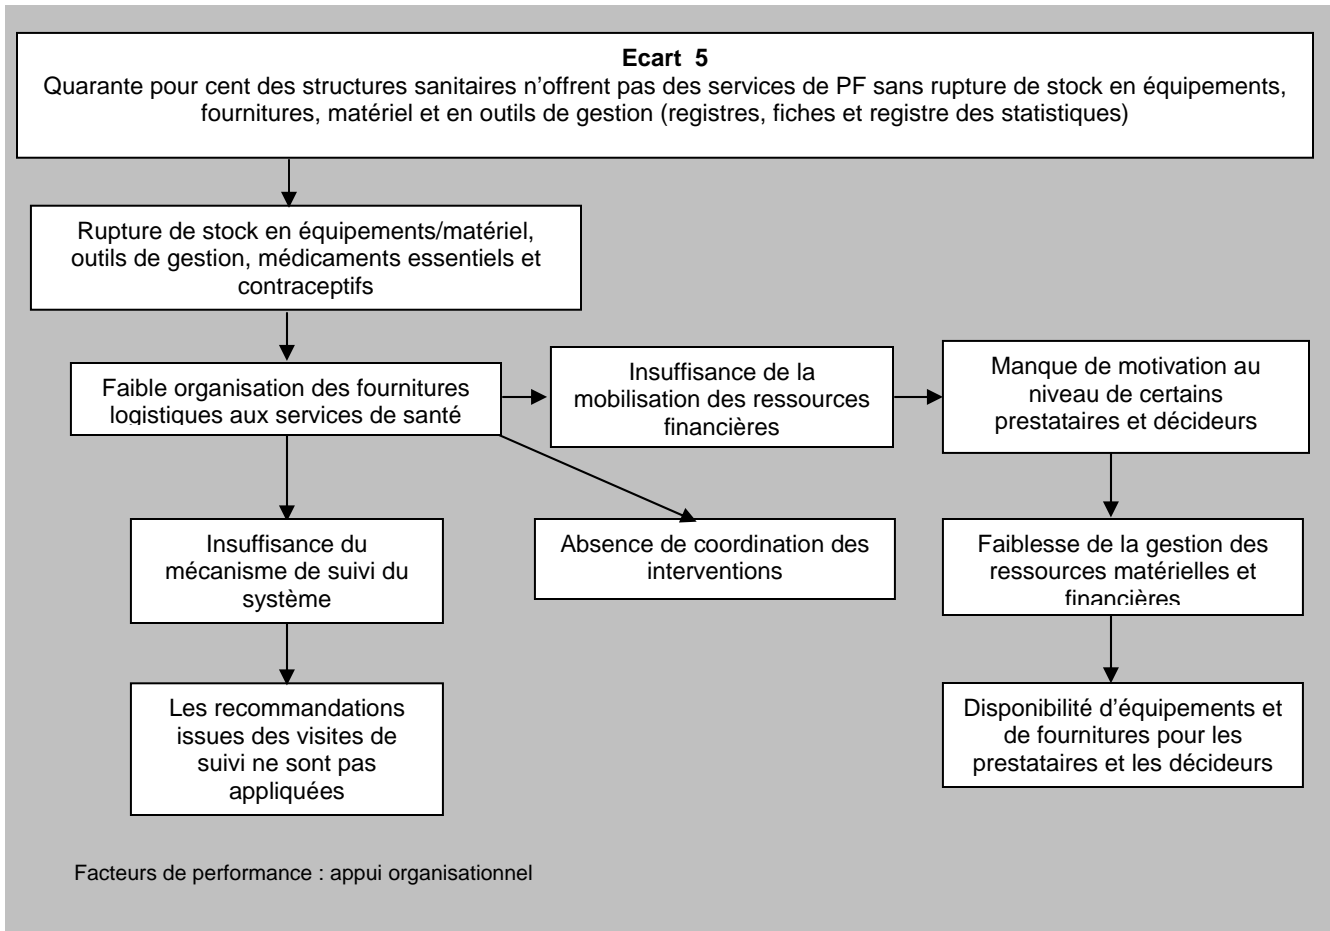 Ecart 5
Quarante pour cent des structures sanitaires n’offrent pas des services de PF sans rupture de stock en équipements,
fournitures, matériel et en outils de gestion (registres, fiches et registre des statistiques)
Rupture de stock en équipements/matériel,
outils de gestion, médicaments essentiels et
contraceptifs
Faible organisation des fournitures
logistiques aux services de santé
Insuffisance de la
mobilisation des ressources
financières
Manque de motivation au
niveau de certains
prestataires et décideurs
Insuffisance du
mécanisme de suivi du
système
Absence de coordination des
interventions
Faiblesse de la gestion des
ressources matérielles et
financières
Les recommandations
issues des visites de
suivi ne sont pas
appliquées
Disponibilité d’équipements et
de fournitures pour les
prestataires et les décideurs
Facteurs de performance : appui organisationnel